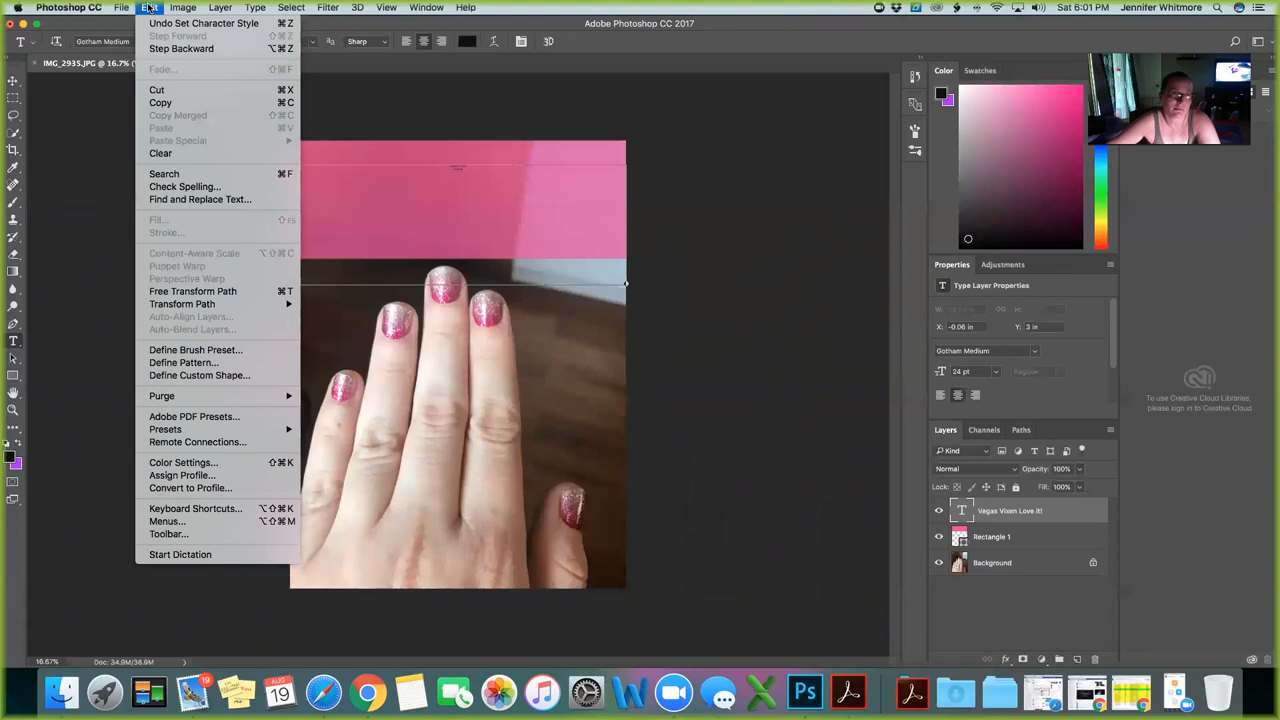 Photoshop CC File Edit Image Layer Type Select Filter 3D View Window Help Sat 6:01 PM Jennifer Whitmore
Adobe Photoshop CC 2017
Gotham Medium Sharp 3D
IMG_2935.JPG @ 16.7%
Undo Set Character Style ⌘Z
Step Forward ⇧⌘Z
Step Backward ⌥⌘Z
Fade... ⇧⌘F
Cut ⌘X
Copy ⌘C
Copy Merged ⇧⌘C
Paste ⌘V
Paste Special
Clear
Search ⌘F
Check Spelling...
Find and Replace Text...
Fill... ⇧F5
Stroke...
Content-Aware Scale ⌥⇧⌘C
Puppet Warp
Perspective Warp
Free Transform Path ⌘T
Transform Path
Auto-Align Layers...
Auto-Blend Layers...
Define Brush Preset...
Define Pattern...
Define Custom Shape...
Purge
Adobe PDF Presets...
Presets
Remote Connections...
Color Settings... ⇧⌘K
Assign Profile...
Convert to Profile...
Keyboard Shortcuts... ⌥⇧⌘K
Menus... ⌥⇧⌘M
Toolbar...
Start Dictation
Color Swatches
Properties Adjustments
T Type Layer Properties
W: H:
X: -0.06 in Y: 3 in
Gotham Medium
24 pt Regular
To use Creative Cloud Libraries,
please sign in to Creative Cloud
Layers Channels Paths
Kind
Normal Opacity: 100%
Lock: Fill: 100%
T Vegas Vixen Love It!
Rectangle 1
Background
16.67% Doc: 34.9M/38.9M
19
AUG
19
Ps